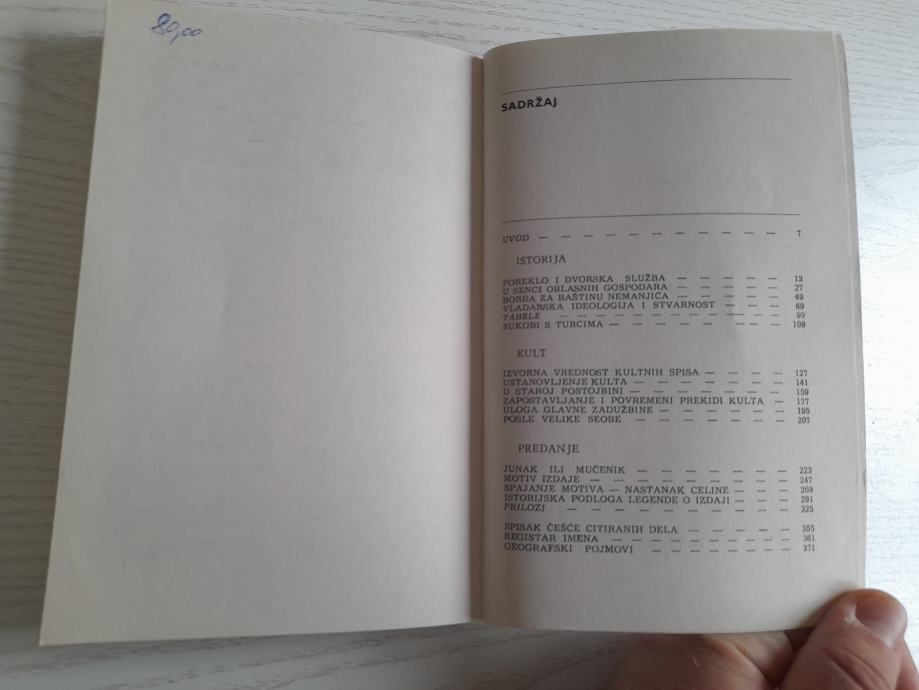 80,00
SADRŽAJ
UVOD — — — — — — — — — — — — 7
ISTORIJA
POREKLO I DVORSKA SLUŽBA — — — — — — 13
U SENCI OBLASNIH GOSPODARA — — — — — — 27
BORBA ZA BAŠTINU NEMANJIĆA — — — — — — 49
VLADARSKA IDEOLOGIJA I STVARNOST — — — — 69
TABELE — — — — — — — — — — — — 99
SUKOBI S TURCIMA — — — — — — — — — 109
KULT
IZVORNA VREDNOST KULTNIH SPISA — — — — — 127
USTANOVLJENJE KULTA — — — — — — — — 141
U STAROJ POSTOJBINI — — — — — — — — 159
ZAPOSTAVLJANJE I POVREMENI PREKIDI KULTA — — 177
ULOGA GLAVNE ZADUŽBINE — — — — — — — 195
POSLE VELIKE SEOBE — — — — — — — — 207
PREDANJE
JUNAK ILI MUČENIK — — — — — — — — 223
MOTIV IZDAJE — — — — — — — — — — 247
SPAJANJE MOTIVA — NASTANAK CELINE — — — — 269
ISTORIJSKA PODLOGA LEGENDE O IZDAJI — — — — 291
PRILOZI — — — — — — — — — — — — 325
SPISAK ČEŠĆE CITIRANIH DELA — — — — — — 355
REGISTAR IMENA — — — — — — — — — 361
GEOGRAFSKI POJMOVI — — — — — — — — 371